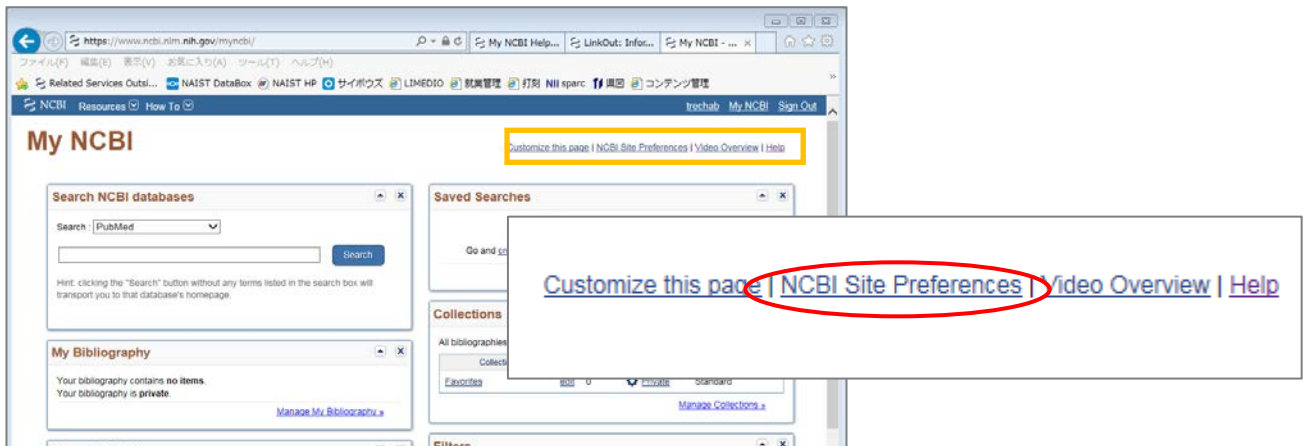 https://www.ncbi.nlm.nih.gov/myncbi/
My NCBI Help...
LinkOut: Infor...
My NCBI - ...
ファイル(F) 編集(E) 表示(V) お気に入り(A) ツール(T) ヘルプ(H)
Related Services Outsi... NAIST DataBox NAIST HP サイボウズ LIMEDIO 就業管理 打刻 NII sparc 県図 コンテンツ管理
NCBI Resources How To
trechab My NCBI Sign Out
My NCBI
Customize this page | NCBI Site Preferences | Video Overview | Help
Search NCBI databases
Search : PubMed
Search
Hint: clicking the "Search" button without any terms listed in the search box will
transport you to that database's homepage.
My Bibliography
Your bibliography contains no items.
Your bibliography is private.
Manage My Bibliography »
Saved Searches
Go and
Customize this page | NCBI Site Preferences | Video Overview | Help
Collections
All bibliographies
Favorites edit 0 Private Standard
Manage Collections »
Filters